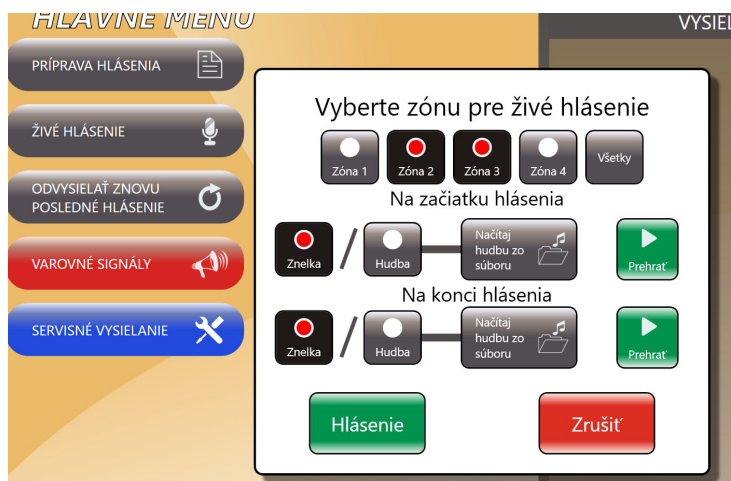 HLAVNÉ MENU
VYSIEL
PRÍPRAVA HLÁSENIA
ŽIVÉ HLÁSENIE
ODVYSIELAŤ ZNOVU
POSLEDNÉ HLÁSENIE
VAROVNÉ SIGNÁLY
SERVISNÉ VYSIELANIE
Vyberte zónu pre živé hlásenie
Zóna 1 Zóna 2 Zóna 3 Zóna 4 Všetky
Na začiatku hlásenia
Znelka / Hudba
Načítaj
hudbu zo
súboru
Prehrať
Na konci hlásenia
Znelka / Hudba
Načítaj
hudbu zo
súboru
Prehrať
Hlásenie Zrušiť